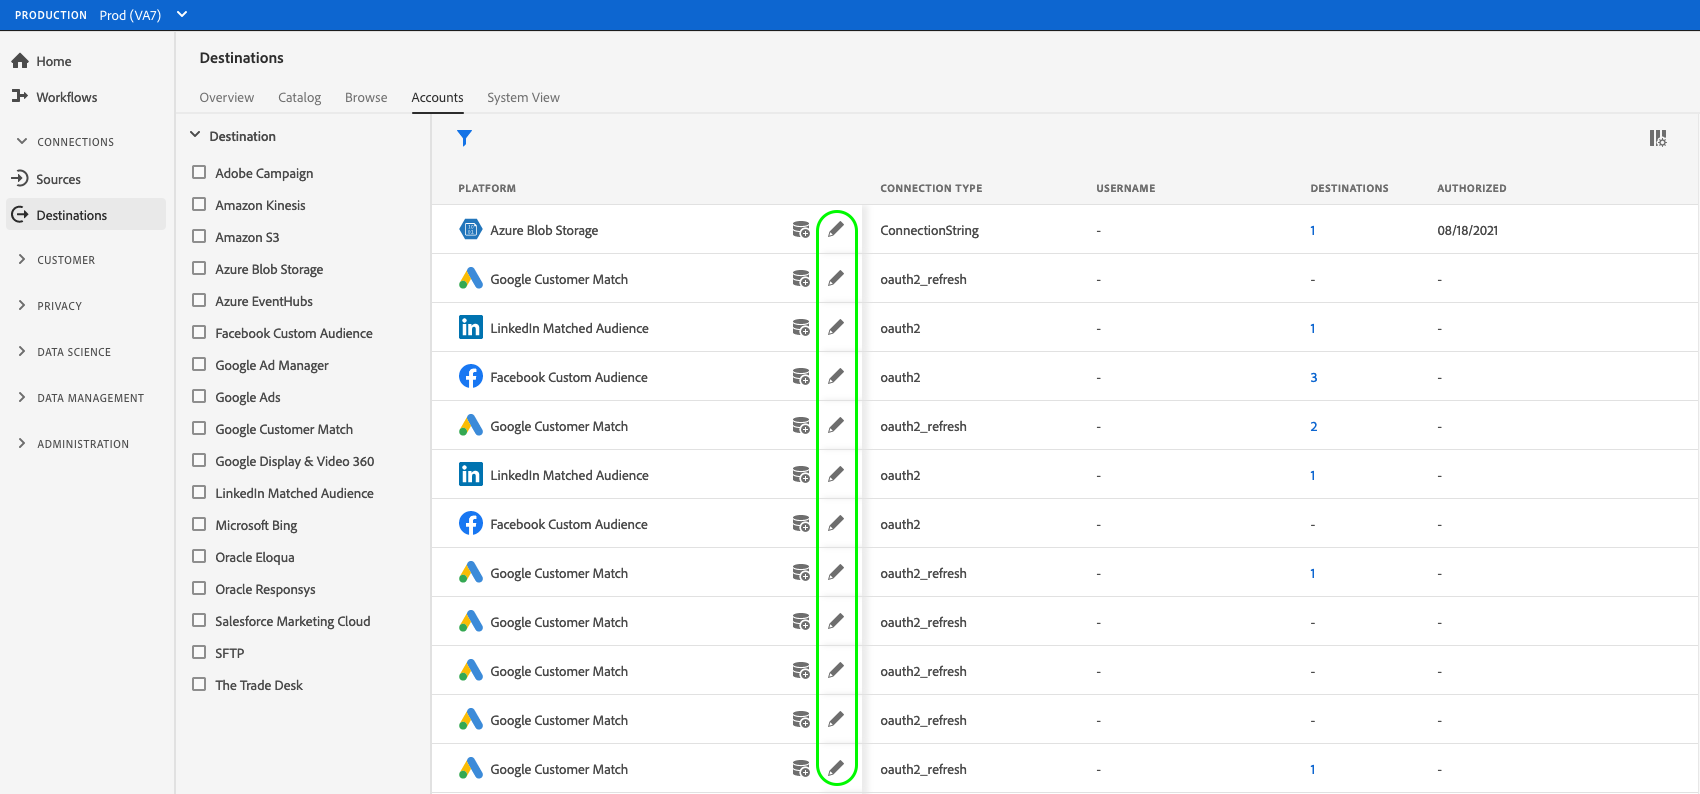 PRODUCTION Prod (VA7)
Home
Workflows
CONNECTIONS
Sources
Destinations
CUSTOMER
PRIVACY
DATA SCIENCE
DATA MANAGEMENT
ADMINISTRATION
Destinations
Overview Catalog Browse Accounts System View
Destination
Adobe Campaign
Amazon Kinesis
Amazon S3
Azure Blob Storage
Azure EventHubs
Facebook Custom Audience
Google Ad Manager
Google Ads
Google Customer Match
Google Display & Video 360
LinkedIn Matched Audience
Microsoft Bing
Oracle Eloqua
Oracle Responsys
Salesforce Marketing Cloud
SFTP
The Trade Desk
PLATFORM CONNECTION TYPE USERNAME DESTINATIONS AUTHORIZED
Azure Blob Storage ConnectionString - 1 08/18/2021
Google Customer Match oauth2_refresh - - -
in LinkedIn Matched Audience oauth2 - 1 -
Facebook Custom Audience oauth2 - 3 -
Google Customer Match oauth2_refresh - 2 -
in LinkedIn Matched Audience oauth2 - 1 -
Facebook Custom Audience oauth2 - - -
Google Customer Match oauth2_refresh - 1 -
Google Customer Match oauth2_refresh - - -
Google Customer Match oauth2_refresh - - -
Google Customer Match oauth2_refresh - - -
Google Customer Match oauth2_refresh - 1 -